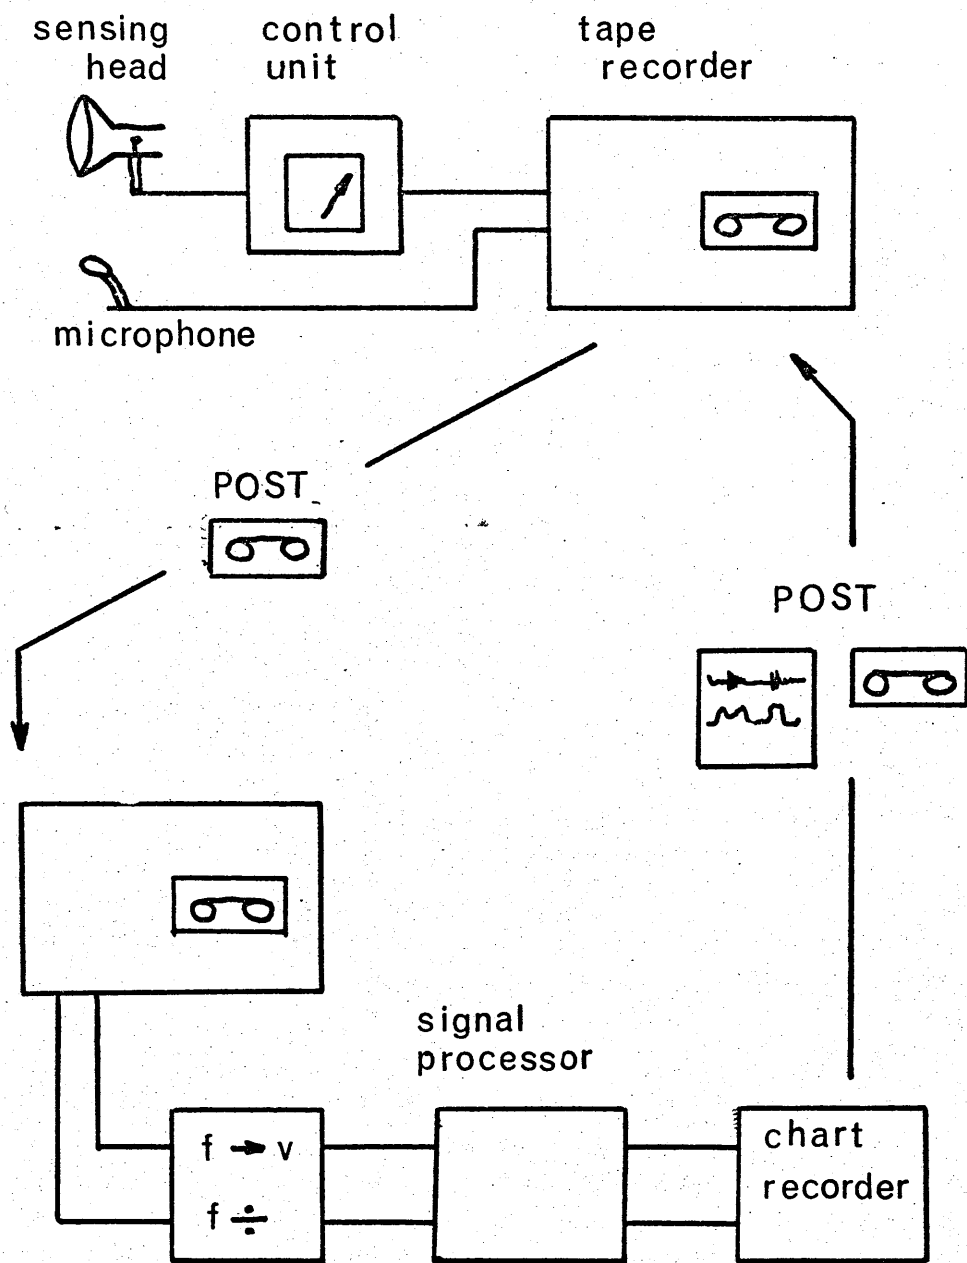 sensing
head
control
unit
tape
recorder
microphone
POST
POST
signal
processor
f → v
f ÷
chart
recorder